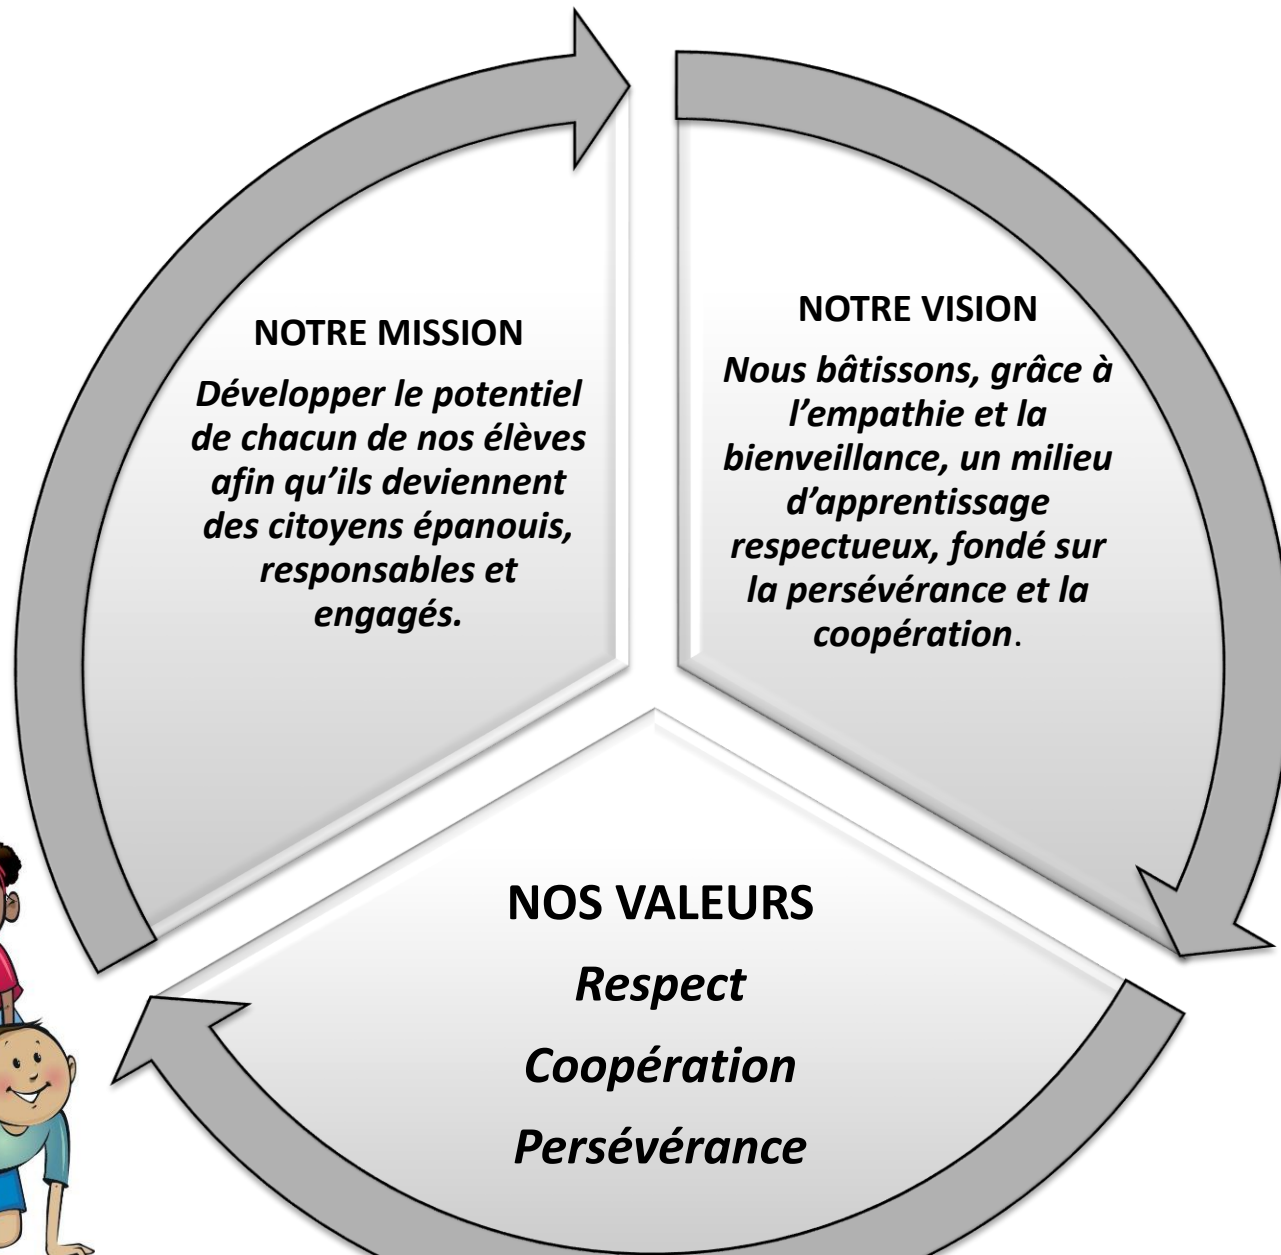 NOTRE MISSION
Développer le potentiel
de chacun de nos élèves
afin qu’ils deviennent
des citoyens épanouis,
responsables et
engagés.
NOTRE VISION
Nous bâtissons, grâce à
l’empathie et la
bienveillance, un milieu
d’apprentissage
respectueux, fondé sur
la persévérance et la
coopération.
NOS VALEURS
Respect
Coopération
Persévérance